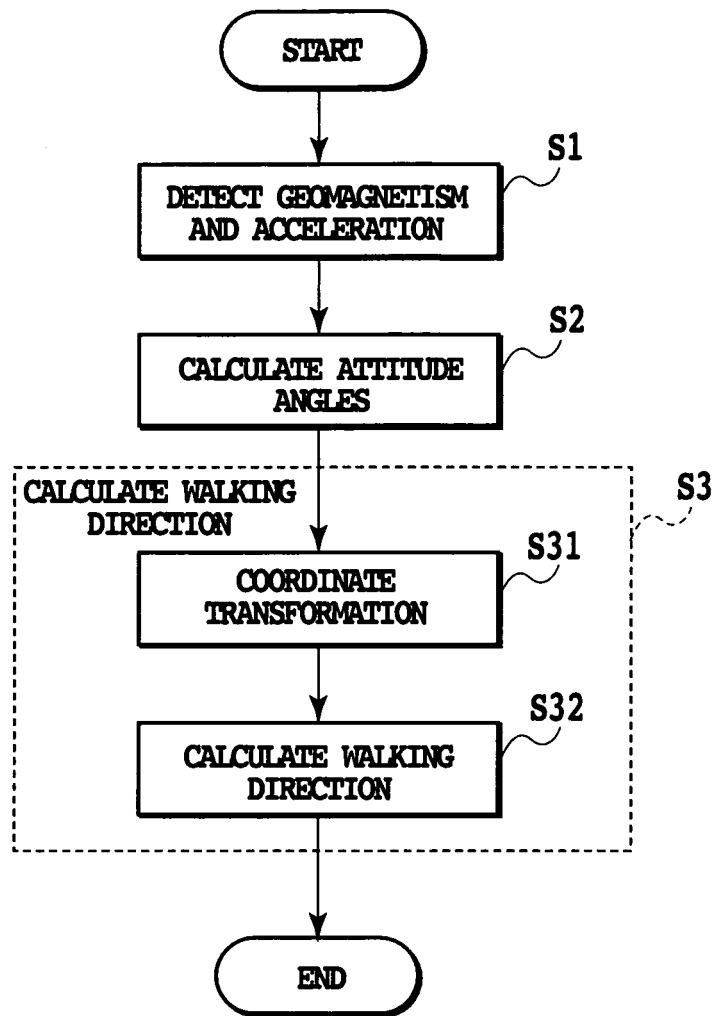 START
S1
DETECT GEOMAGNETISM
AND ACCELERATION
S2
CALCULATE ATTITUDE
ANGLES
S3
CALCULATE WALKING
DIRECTION
S31
COORDINATE
TRANSFORMATION
S32
CALCULATE WALKING
DIRECTION
END